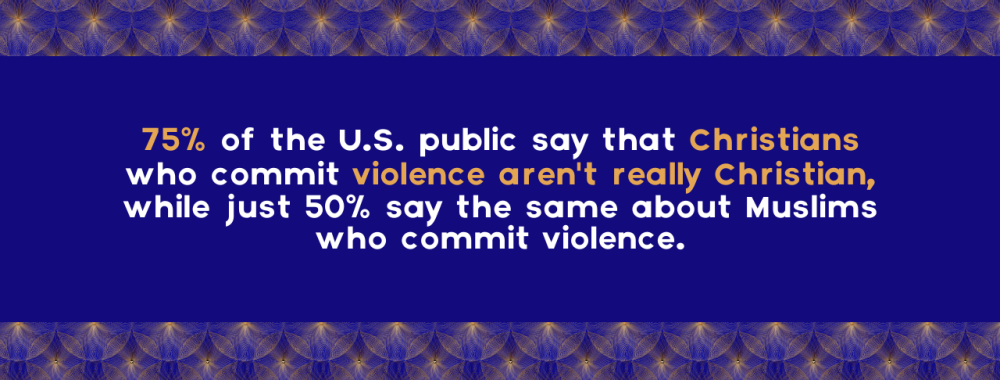 75% of the U.S. public say that Christians
who commit violence aren't really Christian,
while just 50% say the same about Muslims
who commit violence.